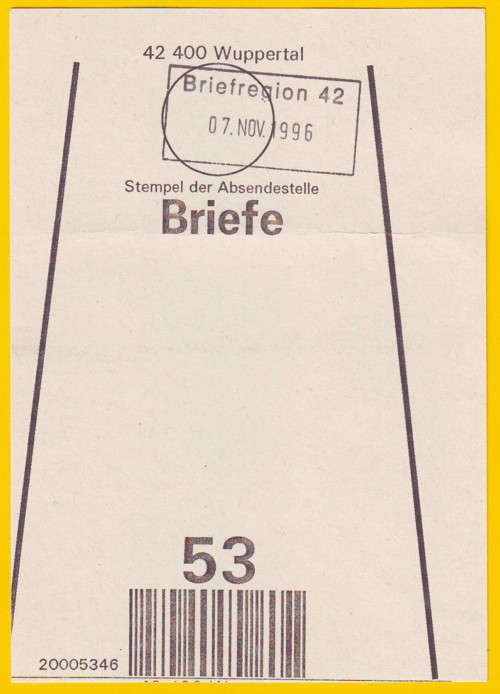 42 400 Wuppertal
Briefregion 42
07. NOV. 1996
Stempel der Absendestelle
Briefe
53
20005346